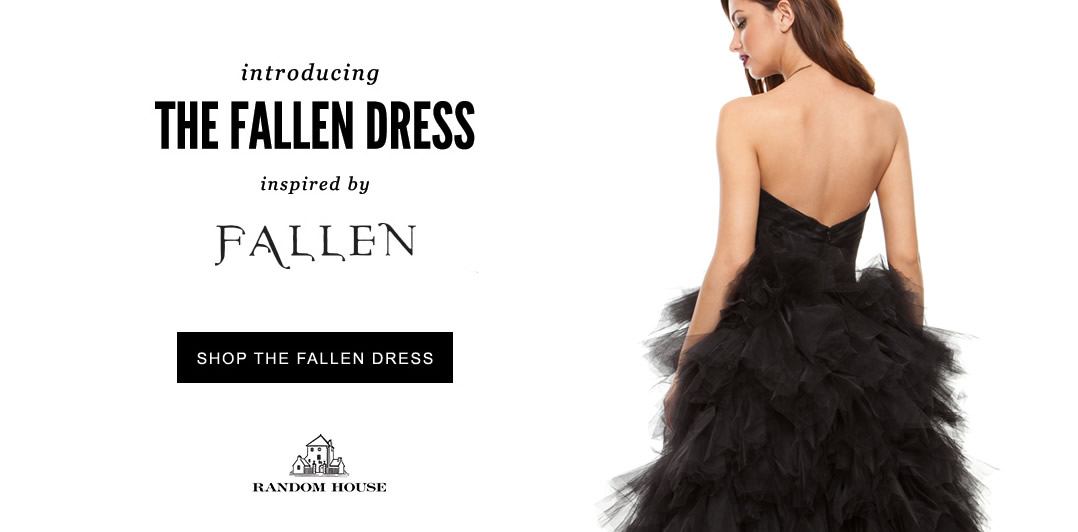 introducing
THE FALLEN DRESS
inspired by
FALLEN
SHOP THE FALLEN DRESS
RANDOM HOUSE